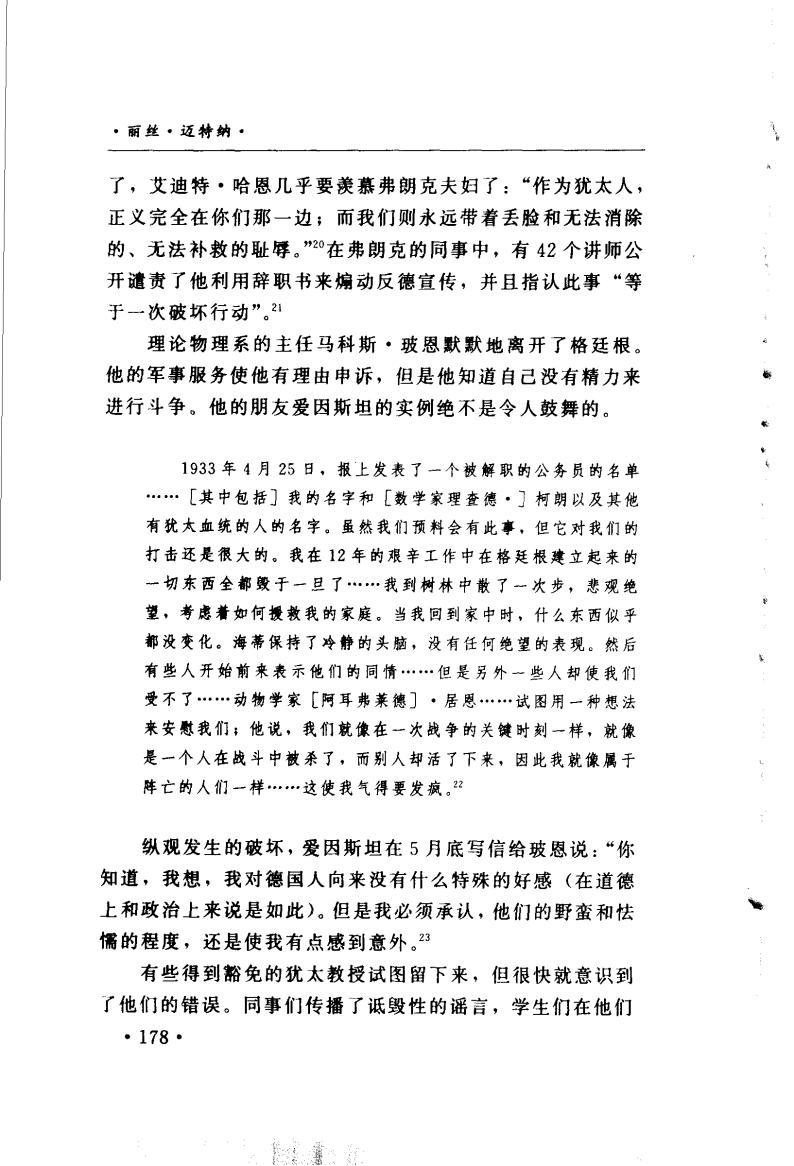 ·丽丝·迈特纳·
了，艾迪特·哈恩几乎要羡慕弗朗克夫妇了：“作为犹太人，
正义完全在你们那一边；而我们则永远带着丢脸和无法消除
的、无法补救的耻辱。”²⁰在弗朗克的同事中，有 42 个讲师公
开谴责了他利用辞职书来煽动反德宣传，并且指认此事“等
于一次破坏行动”。²¹
理论物理系的主任马科斯·玻恩默默地离开了格廷根。
他的军事服务使他有理由申诉，但是他知道自己没有精力来
进行斗争。他的朋友爱因斯坦的实例绝不是令人鼓舞的。
1933 年 4 月 25 日，报上发表了一个被解职的公务员的名单
……［其中包括］我的名字和［数学家理查德·］柯朗以及其他
有犹太血统的人的名字。虽然我们预料会有此事，但它对我们的
打击还是很大的。我在 12 年的艰辛工作中在格廷根建立起来的
一切东西全都毁于一旦了……我到树林中散了一次步，悲观绝
望，考虑着如何援救我的家庭。当我回到家中时，什么东西似乎
都没变化。海蒂保持了冷静的头脑，没有任何绝望的表现。然后
有些人开始前来表示他们的同情……但是另外一些人却使我们
受不了……动物学家［阿耳弗莱德］·居恩……试图用一种想法
来安慰我们；他说，我们就像在一次战争的关键时刻一样，就像
是一个人在战斗中被杀了，而别人却活了下来，因此我就像属于
阵亡的人们一样……这使我气得要发疯。²²
纵观发生的破坏，爱因斯坦在 5 月底写信给玻恩说：“你
知道，我想，我对德国人向来没有什么特殊的好感（在道德
上和政治上来说是如此）。但是我必须承认，他们的野蛮和怯
懦的程度，还是使我有点感到意外。²³
有些得到豁免的犹太教授试图留下来，但很快就意识到
了他们的错误。同事们传播了诋毁性的谣言，学生们在他们
·178·